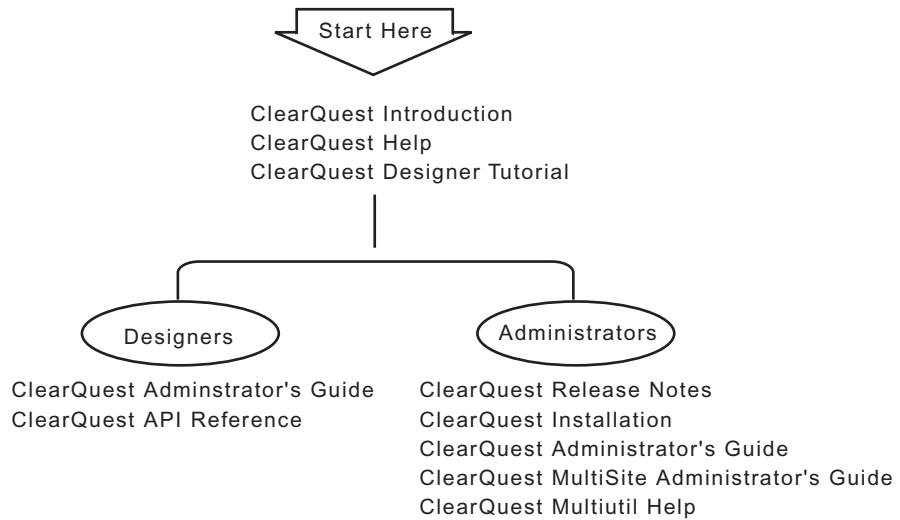 Start Here
ClearQuest Introduction
ClearQuest Help
ClearQuest Designer Tutorial
Designers
ClearQuest Adminstrator's Guide
ClearQuest API Reference
Administrators
ClearQuest Release Notes
ClearQuest Installation
ClearQuest Administrator's Guide
ClearQuest MultiSite Administrator's Guide
ClearQuest Multiutil Help